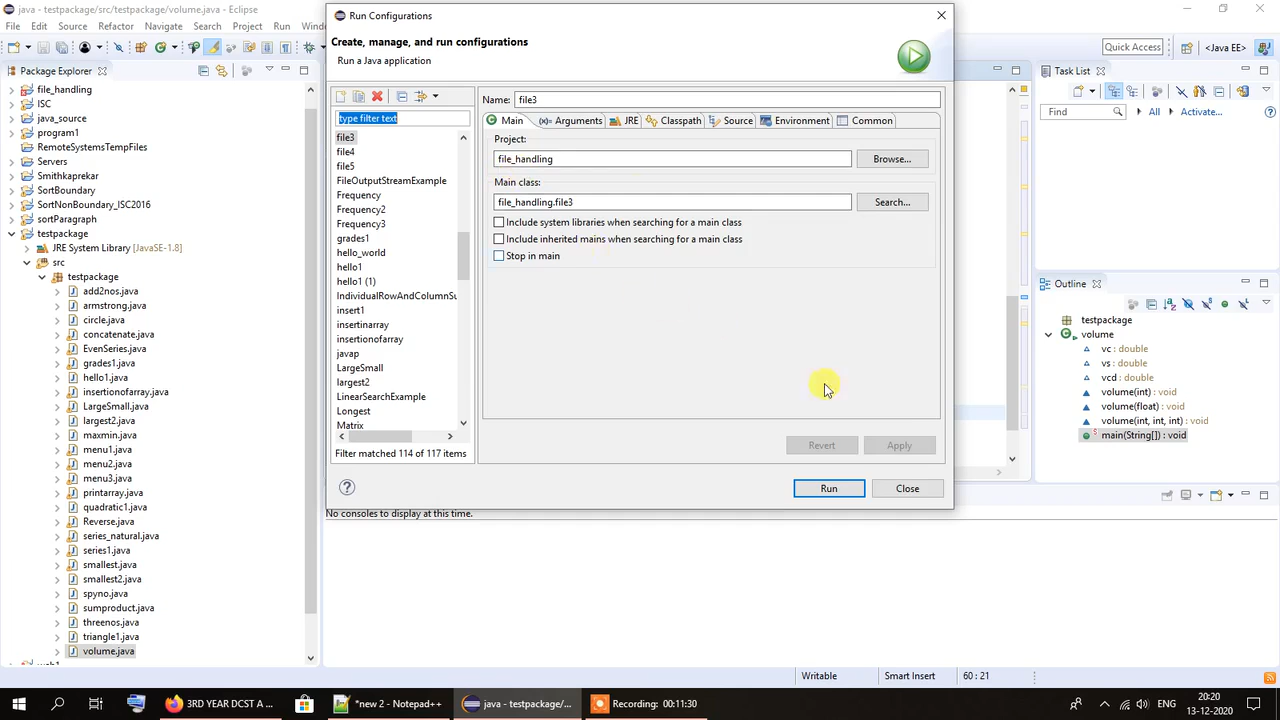 java - testpackage/src/testpackage/volume.java - Eclipse
File Edit Source Refactor Navigate Search Project Run Windo
Quick Access
<Java EE>
Package Explorer
file_handling
ISC
java_source
program1
RemoteSystemsTempFiles
Servers
Smithkaprekar
SortBoundary
SortNonBoundary_ISC2016
sortParagraph
testpackage
JRE System Library [JavaSE-1.8]
src
testpackage
add2nos.java
armstrong.java
circle.java
concatenate.java
EvenSeries.java
grades1.java
hello1.java
insertionofarray.java
LargeSmall.java
largest2.java
maxmin.java
menu1.java
menu2.java
menu3.java
printarray.java
quadratic1.java
Reverse.java
series_natural.java
series1.java
smallest.java
smallest2.java
spyno.java
sumproduct.java
threenos.java
triangle1.java
volume.java
Run Configurations
Create, manage, and run configurations
Run a Java application
type filter text
file3
file4
file5
FileOutputStreamExample
Frequency
Frequency2
Frequency3
grades1
hello_world
hello1
hello1 (1)
IndividualRowAndColumnSu
insert1
insertinarray
insertionofarray
javap
LargeSmall
largest2
LinearSearchExample
Longest
Matrix
Filter matched 114 of 117 items
Name: file3
Main (x)= Arguments JRE Classpath Source Environment Common
Project:
file_handling Browse...
Main class:
file_handling.file3 Search...
Include system libraries when searching for a main class
Include inherited mains when searching for a main class
Stop in main
Revert Apply
Run Close
No consoles to display at this time.
Task List
Find All Activate...
Outline
testpackage
volume
vc : double
vs : double
vcd : double
volume(int) : void
volume(float) : void
volume(int, int, int) : void
main(String[]) : void
Writable Smart Insert 60 : 21
3RD YEAR DCST A ...
*new 2 - Notepad++
java - testpackage/...
Recording: 00:11:30
ENG
20:20
13-12-2020